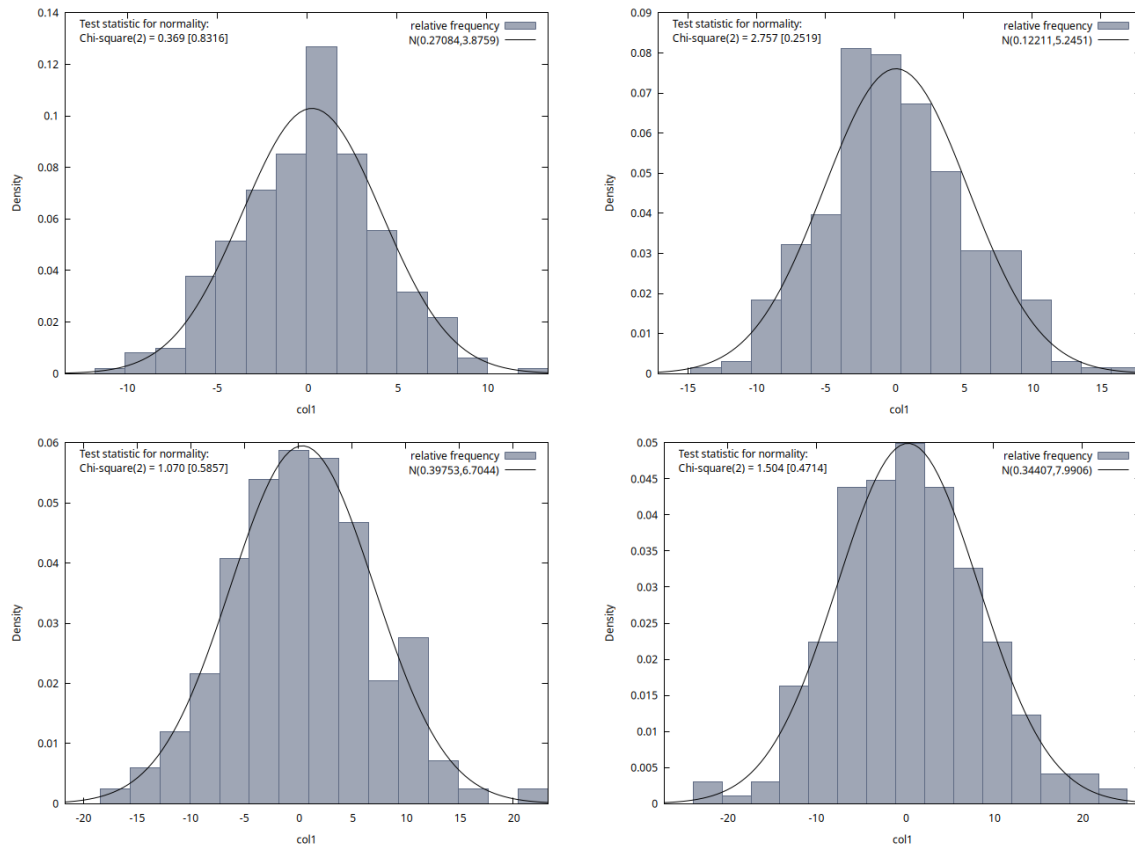 Test statistic for normality:
Chi-square(2) = 0.369 [0.8316]
relative frequency
N(0.27084,3.8759)
0.14
0.12
0.1
0.08
0.06
0.04
0.02
0
Density
-10 -5 0 5 10
col1
Test statistic for normality:
Chi-square(2) = 2.757 [0.2519]
relative frequency
N(0.12211,5.2451)
0.09
0.08
0.07
0.06
0.05
0.04
0.03
0.02
0.01
0
Density
-15 -10 -5 0 5 10 15
col1
Test statistic for normality:
Chi-square(2) = 1.070 [0.5857]
relative frequency
N(0.39753,6.7044)
0.06
0.05
0.04
0.03
0.02
0.01
0
Density
-20 -15 -10 -5 0 5 10 15 20
col1
Test statistic for normality:
Chi-square(2) = 1.504 [0.4714]
relative frequency
N(0.34407,7.9906)
0.05
0.045
0.04
0.035
0.03
0.025
0.02
0.015
0.01
0.005
0
Density
-20 -10 0 10 20
col1